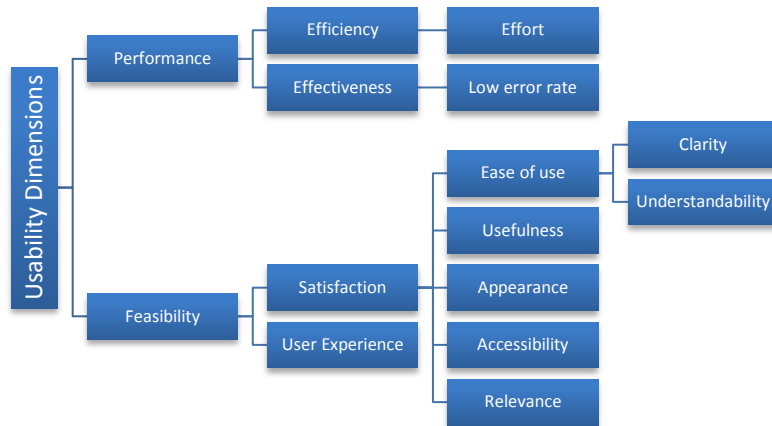 Usability Dimensions
Performance
Efficiency
Effort
Effectiveness
Low error rate
Feasibility
Satisfaction
Ease of use
Clarity
Understandability
Usefulness
Appearance
Accessibility
Relevance
User Experience